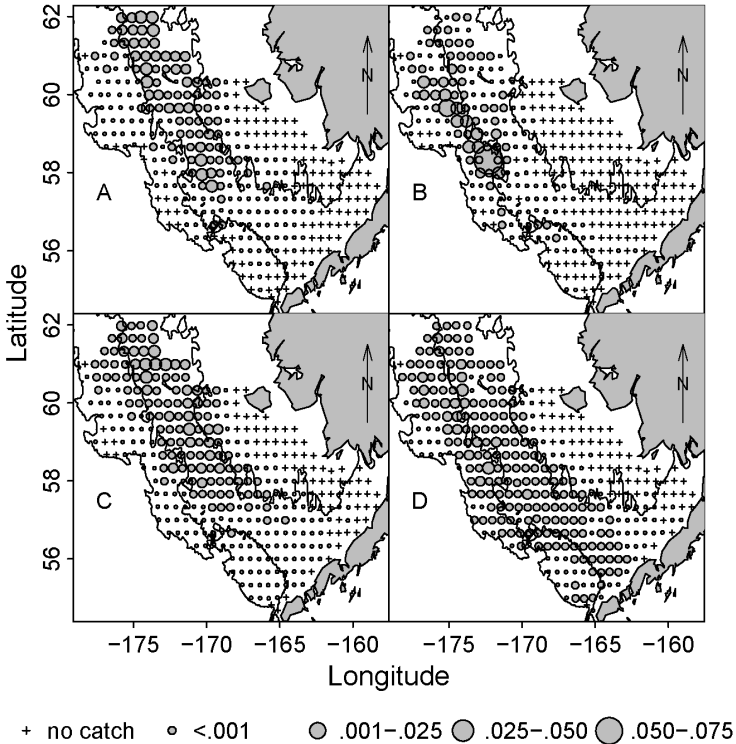 62
60
58
56
N
A
N
B
Latitude
62
60
58
56
N
C
N
D
−175 −170 −165 −160 −175 −170 −165 −160
Longitude
+ no catch <.001 .001−.025 .025−.050 .050−.075